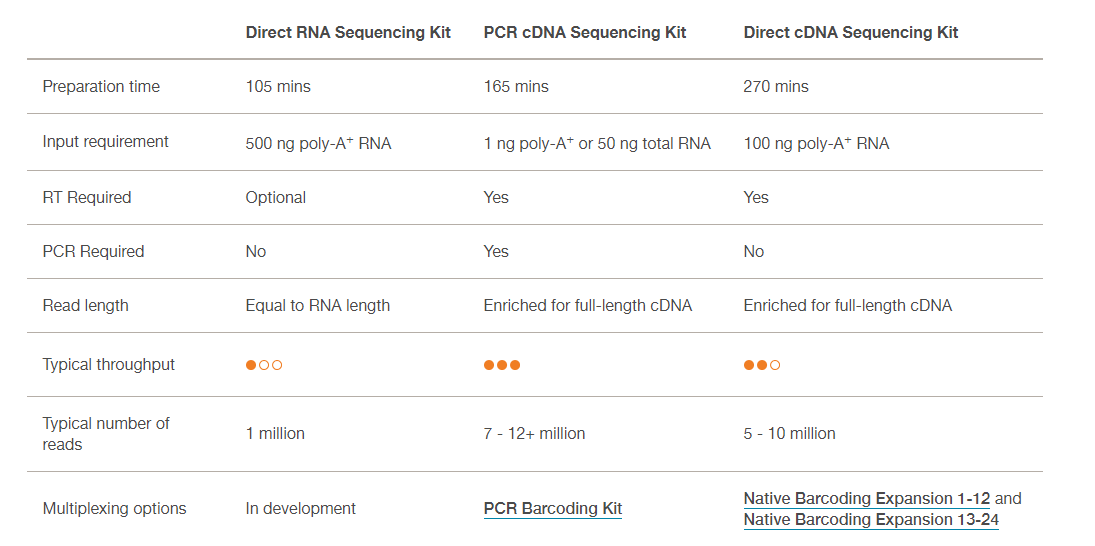 Direct RNA Sequencing Kit PCR cDNA Sequencing Kit Direct cDNA Sequencing Kit
Preparation time 105 mins 165 mins 270 mins
Input requirement 500 ng poly-A⁺ RNA 1 ng poly-A⁺ or 50 ng total RNA 100 ng poly-A⁺ RNA
RT Required Optional Yes Yes
PCR Required No Yes No
Read length Equal to RNA length Enriched for full-length cDNA Enriched for full-length cDNA
Typical throughput
Typical number of
reads
1 million 7 - 12+ million 5 - 10 million
Multiplexing options In development PCR Barcoding Kit
Native Barcoding Expansion 1-12 and
Native Barcoding Expansion 13-24